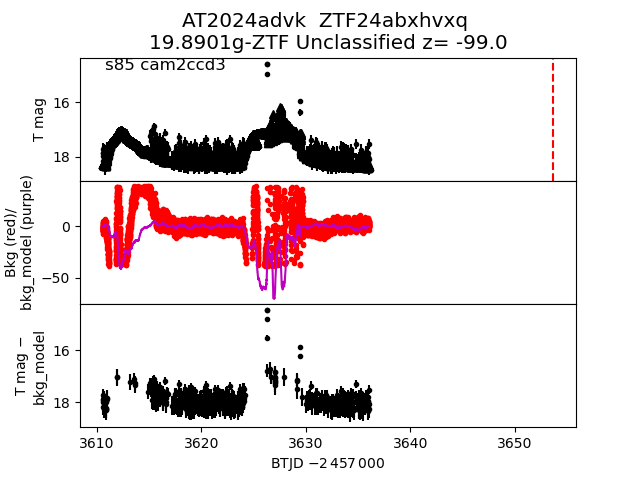 AT2024advk  ZTF24abxhvxq
19.8901g-ZTF Unclassified z= -99.0
s85 cam2ccd3
T mag
16
18
Bkg (red)/
bkg_model (purple)
0
−50
T mag −
bkg_model
16
18
3610 3620 3630 3640 3650
BTJD −2 457 000